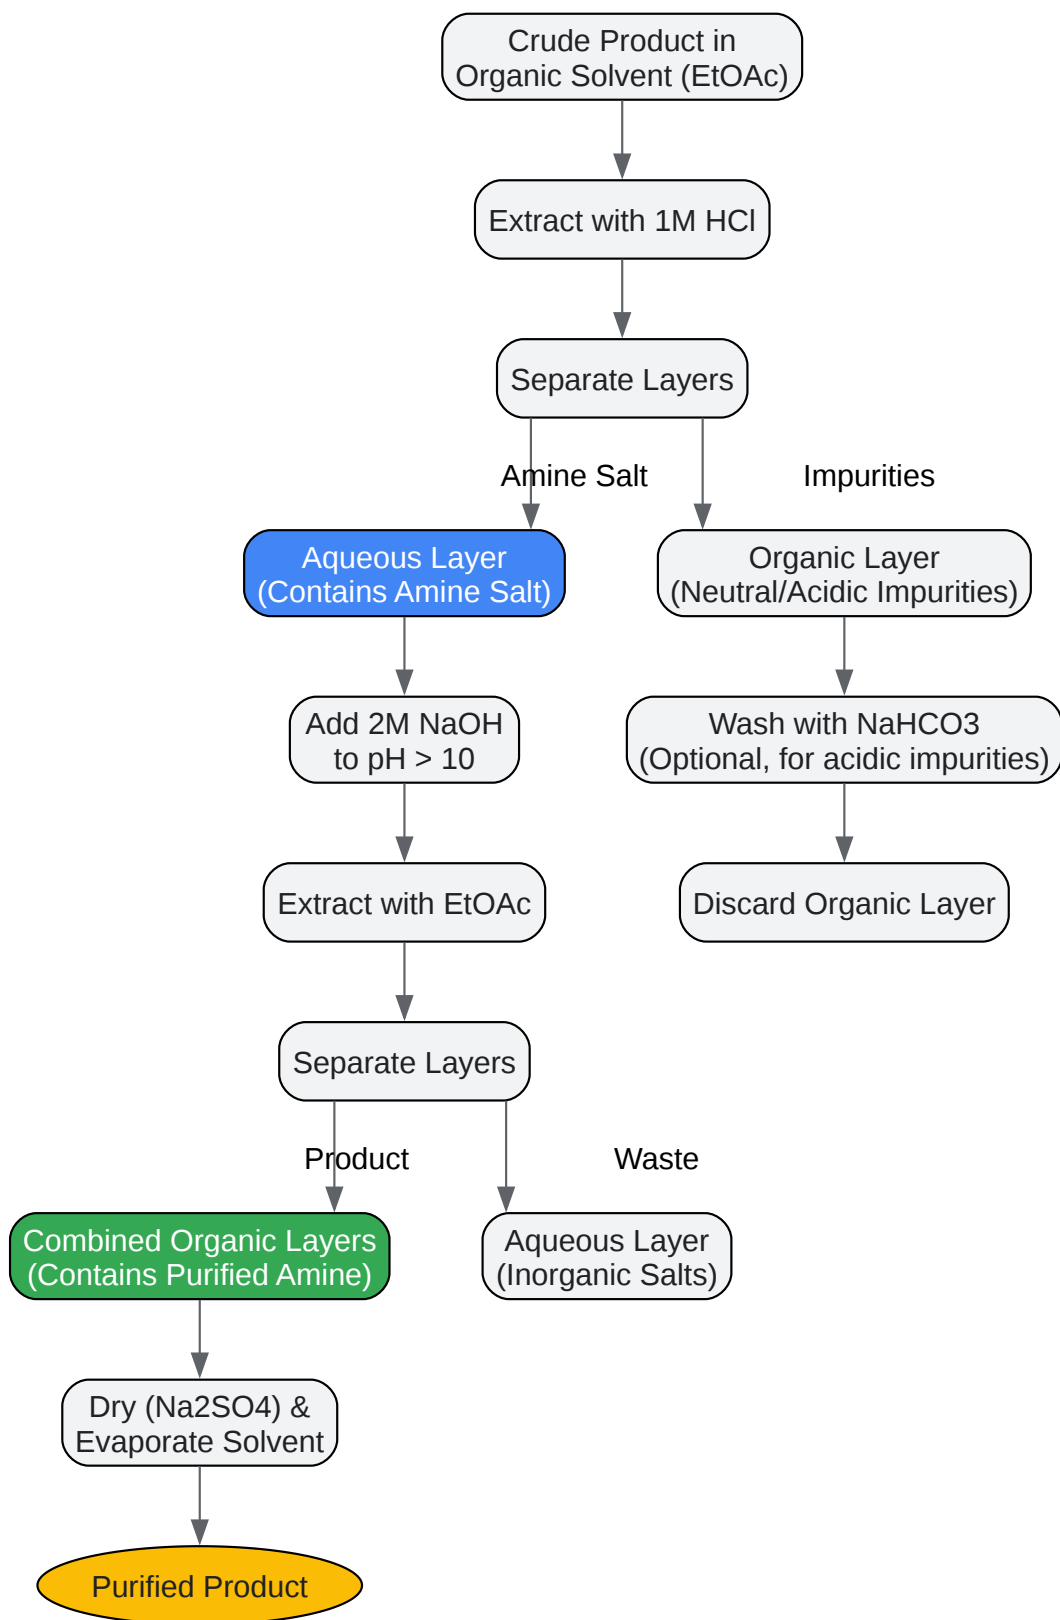 Crude Product in
Organic Solvent (EtOAc)
Extract with 1M HCl
Separate Layers
Amine Salt
Impurities
Aqueous Layer
(Contains Amine Salt)
Organic Layer
(Neutral/Acidic Impurities)
Add 2M NaOH
to pH > 10
Wash with NaHCO3
(Optional, for acidic impurities)
Extract with EtOAc
Discard Organic Layer
Separate Layers
Product
Waste
Combined Organic Layers
(Contains Purified Amine)
Aqueous Layer
(Inorganic Salts)
Dry (Na2SO4) &
Evaporate Solvent
Purified Product